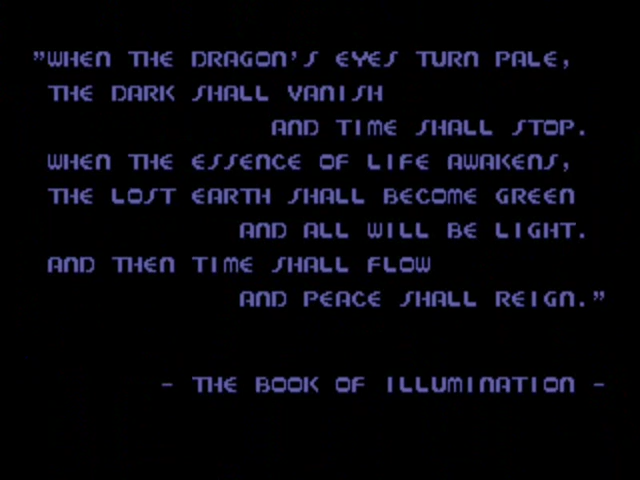 "WHEN THE DRAGON'S EYES TURN PALE,
THE DARK SHALL VANISH
AND TIME SHALL STOP.
WHEN THE ESSENCE OF LIFE AWAKENS,
THE LOST EARTH SHALL BECOME GREEN
AND ALL WILL BE LIGHT.
AND THEN TIME SHALL FLOW
AND PEACE SHALL REIGN."
- THE BOOK OF ILLUMINATION -